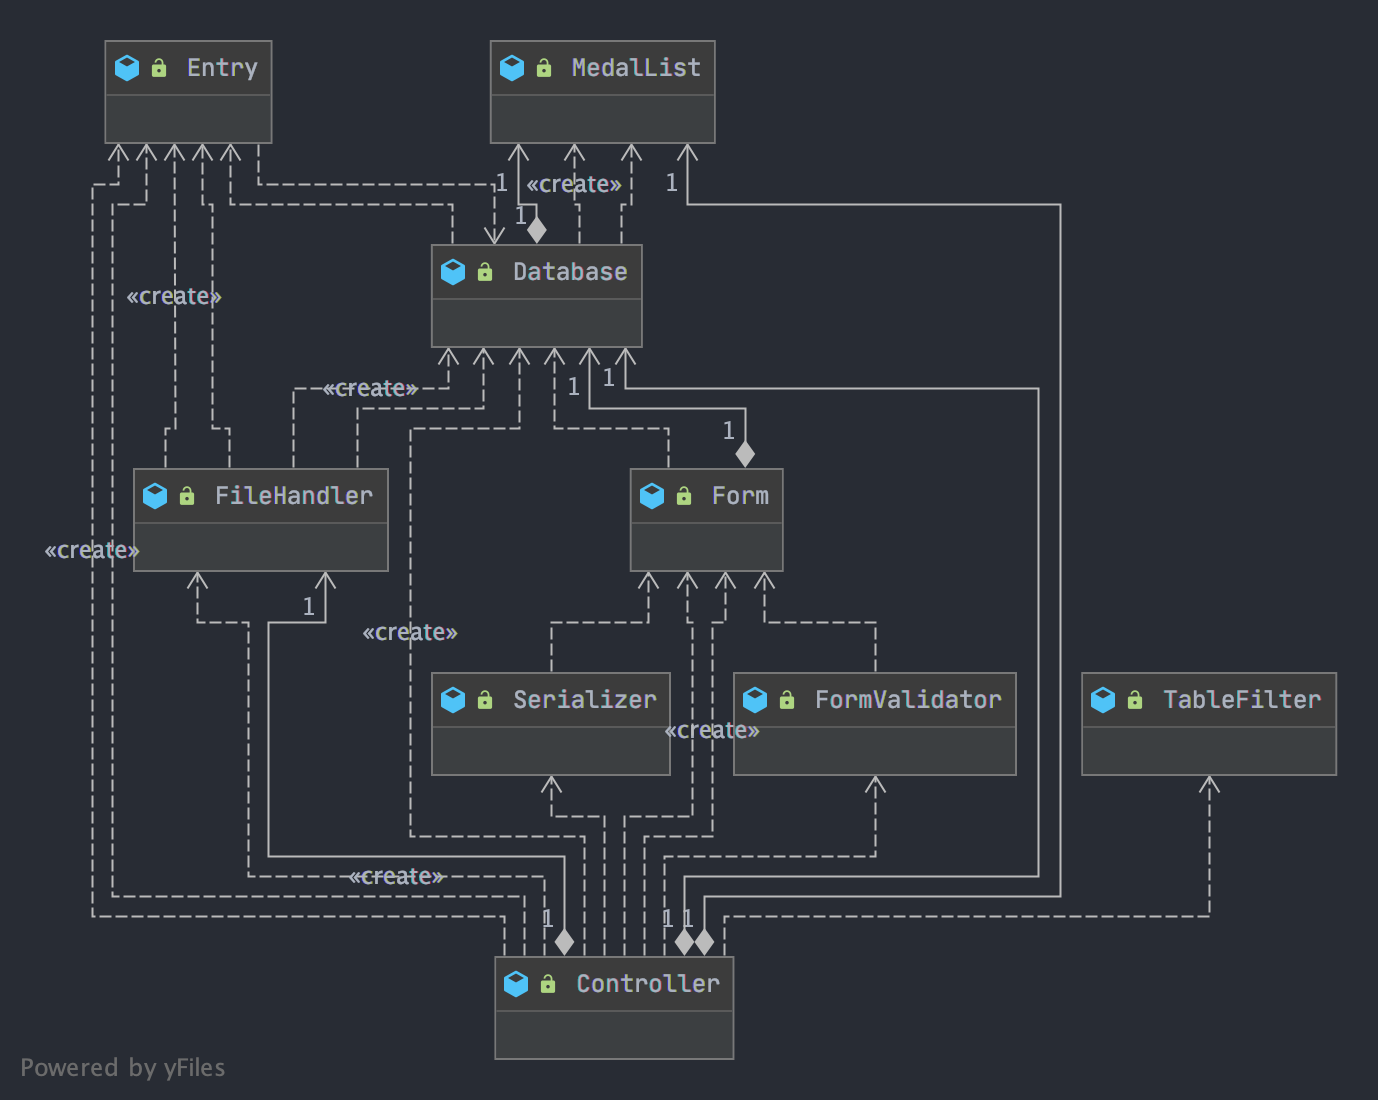 Entry
MedalList
1
«create»
1
1
Database
«create»
«create»
1
1
1
FileHandler
Form
«create»
1
«create»
Serializer
FormValidator
TableFilter
«create»
«create»
1
1
1
Controller
Powered by yFiles